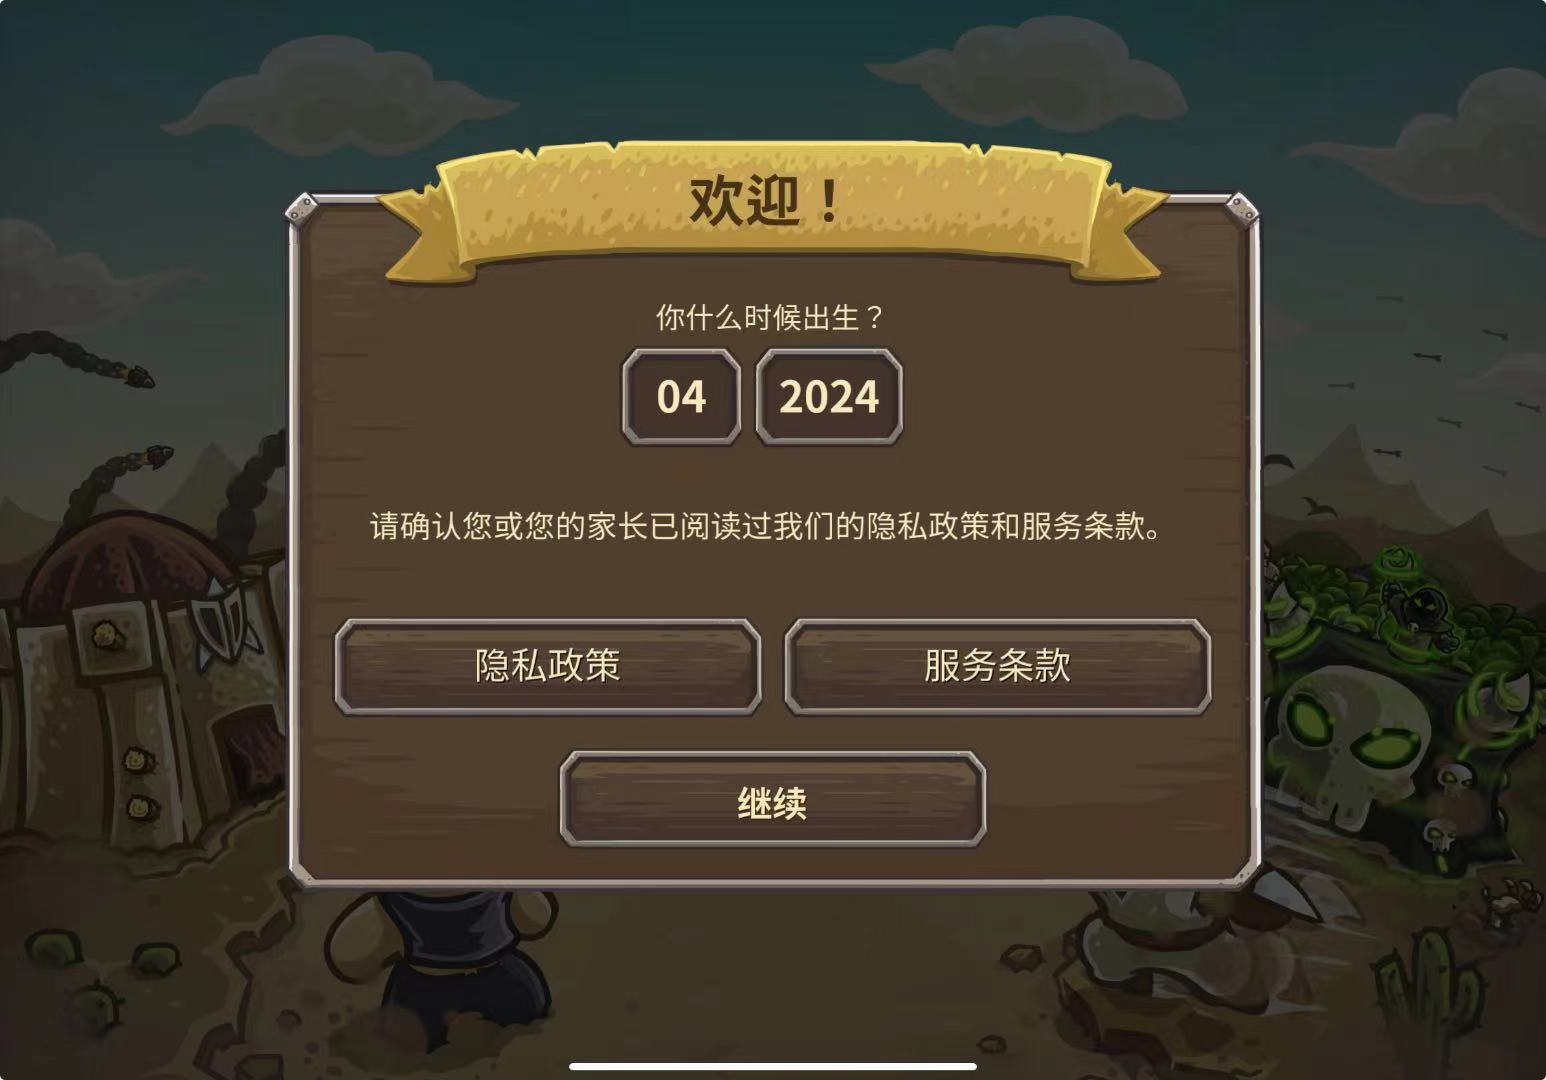 欢迎！
你什么时候出生？
04 2024
请确认您或您的家长已阅读过我们的隐私政策和服务条款。
隐私政策 服务条款
继续